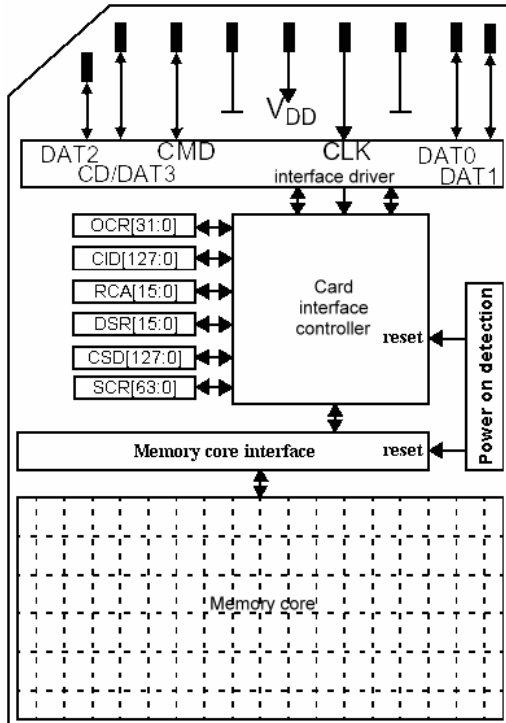 V_DD
DAT2
CMD
CLK
DAT0
CD/DAT3
interface driver
DAT1
OCR[31:0]
CID[127:0]
RCA[15:0]
DSR[15:0]
CSD[127:0]
SCR[63:0]
Card
interface
controller
reset
Power on detection
Memory core interface
reset
Memory core